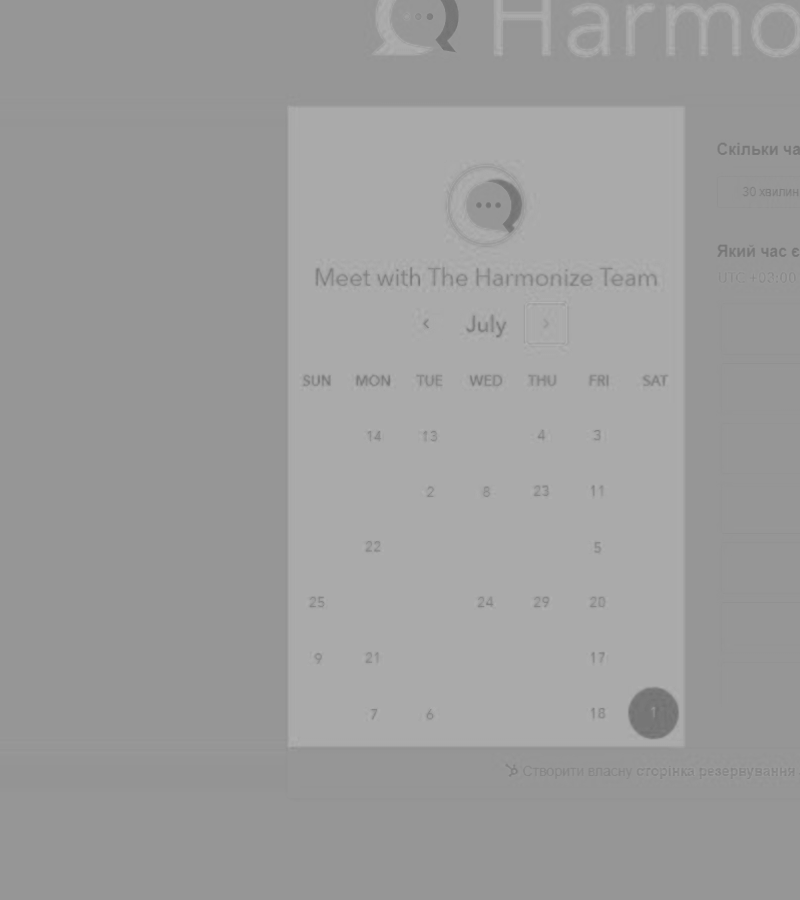 Harmo
Meet with The Harmonize Team
‹ July ›
SUN MON TUE WED THU FRI SAT
14 13 4 3
2 8 23 11
22 5
25 24 29 20
9 21 17
7 6 18 1
Скільки ча
30 хвилин
Який час є
UTC +03:00
Створити власну сторінка резервування